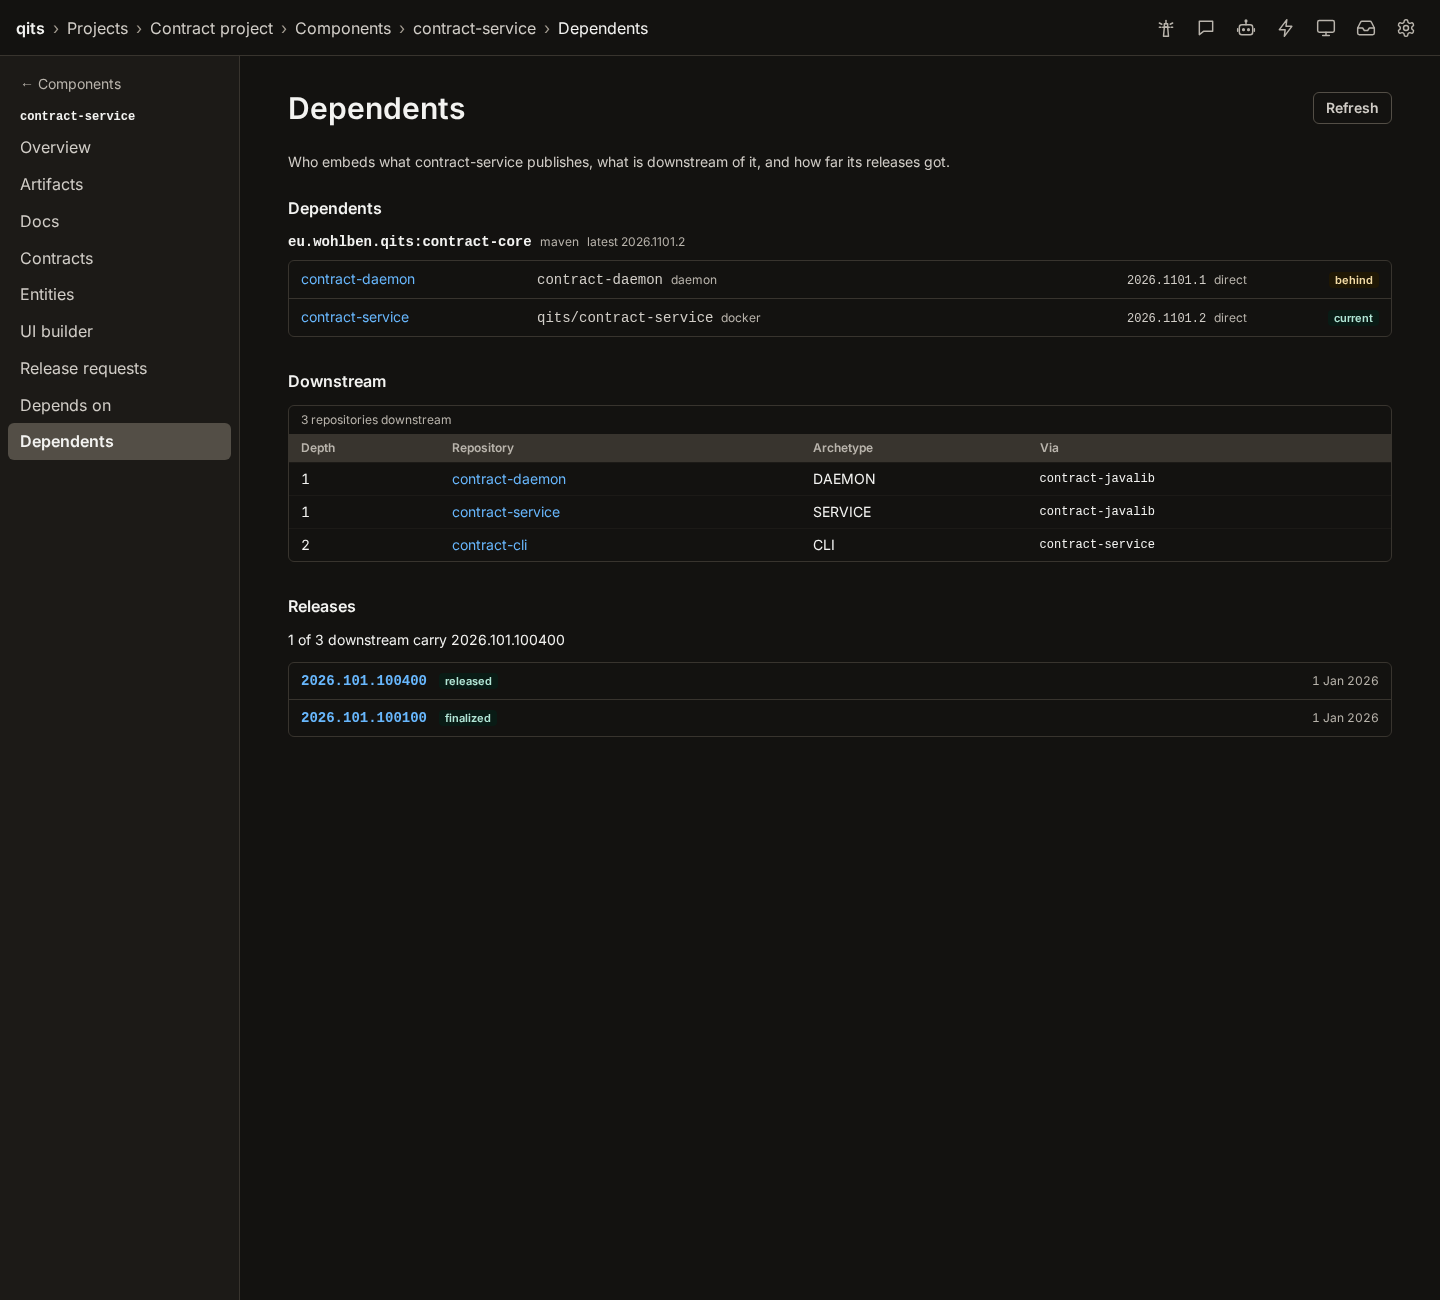 qits › Projects › Contract project › Components › contract-service › Dependents
← Components
contract-service
Overview
Artifacts
Docs
Contracts
Entities
UI builder
Release requests
Depends on
Dependents
Dependents
Refresh
Who embeds what contract-service publishes, what is downstream of it, and how far its releases got.
Dependents
eu.wohlben.qits:contract-core maven latest 2026.1101.2
contract-daemon contract-daemon daemon 2026.1101.1 direct behind
contract-service qits/contract-service docker 2026.1101.2 direct current
Downstream
3 repositories downstream
Depth Repository Archetype Via
1 contract-daemon DAEMON contract-javalib
1 contract-service SERVICE contract-javalib
2 contract-cli CLI contract-service
Releases
1 of 3 downstream carry 2026.101.100400
2026.101.100400 released 1 Jan 2026
2026.101.100100 finalized 1 Jan 2026